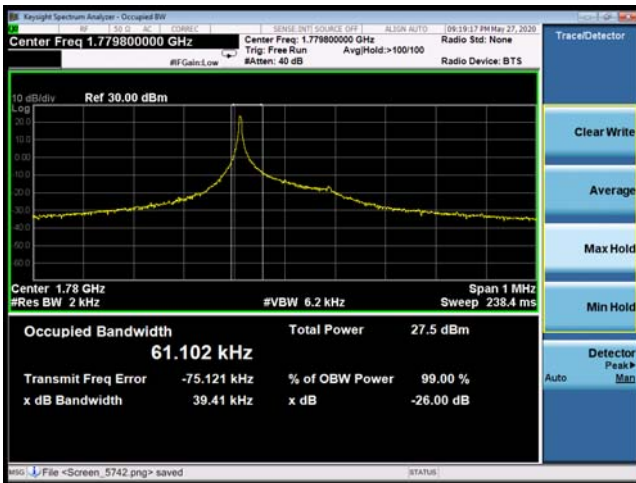 Keysight Spectrum Analyzer - Occupied BW
RF 50 Ω AC CORREC SENSE:INT SOURCE OFF ALIGN AUTO 09:19:17 PM May 27, 2020
Center Freq 1.779800000 GHz
Center Freq: 1.779800000 GHz
Radio Std: None
Trig: Free Run Avg|Hold:>100/100
#IFGain:Low #Atten: 40 dB Radio Device: BTS
10 dB/div Ref 30.00 dBm
Log
20.0
10.0
0.00
-10.0
-20.0
-30.0
-40.0
-50.0
-60.0
Center 1.78 GHz Span 1 MHz
#Res BW 2 kHz #VBW 6.2 kHz Sweep 238.4 ms
Occupied Bandwidth Total Power 27.5 dBm
61.102 kHz
Transmit Freq Error -75.121 kHz % of OBW Power 99.00 %
x dB Bandwidth 39.41 kHz x dB -26.00 dB
MSG File <Screen_5742.png> saved STATUS
Trace/Detector
Clear Write
Average
Max Hold
Min Hold
Detector
Peak▶
Auto Man